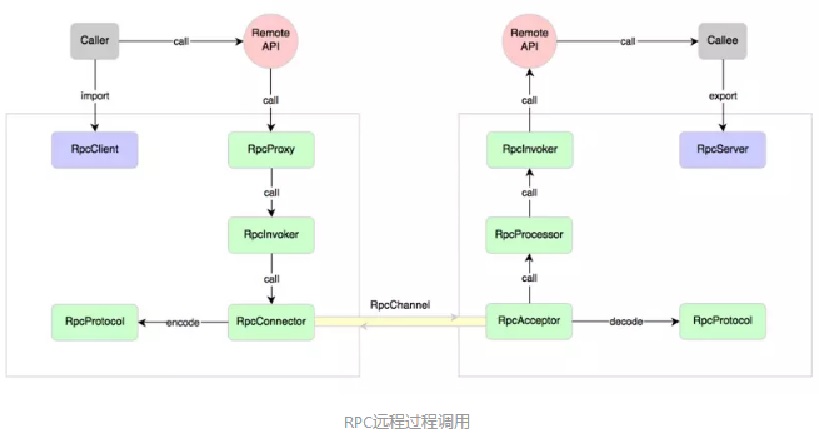 Caller
call
Remote
API
Remote
API
call
Callee
import
call
call
export
RpcClient
RpcProxy
RpcInvoker
RpcServer
call
call
RpcInvoker
RpcProcessor
call
call
RpcChannel
RpcProtocol
encode
RpcConnector
RpcAcceptor
decode
RpcProtocol
RPC远程过程调用